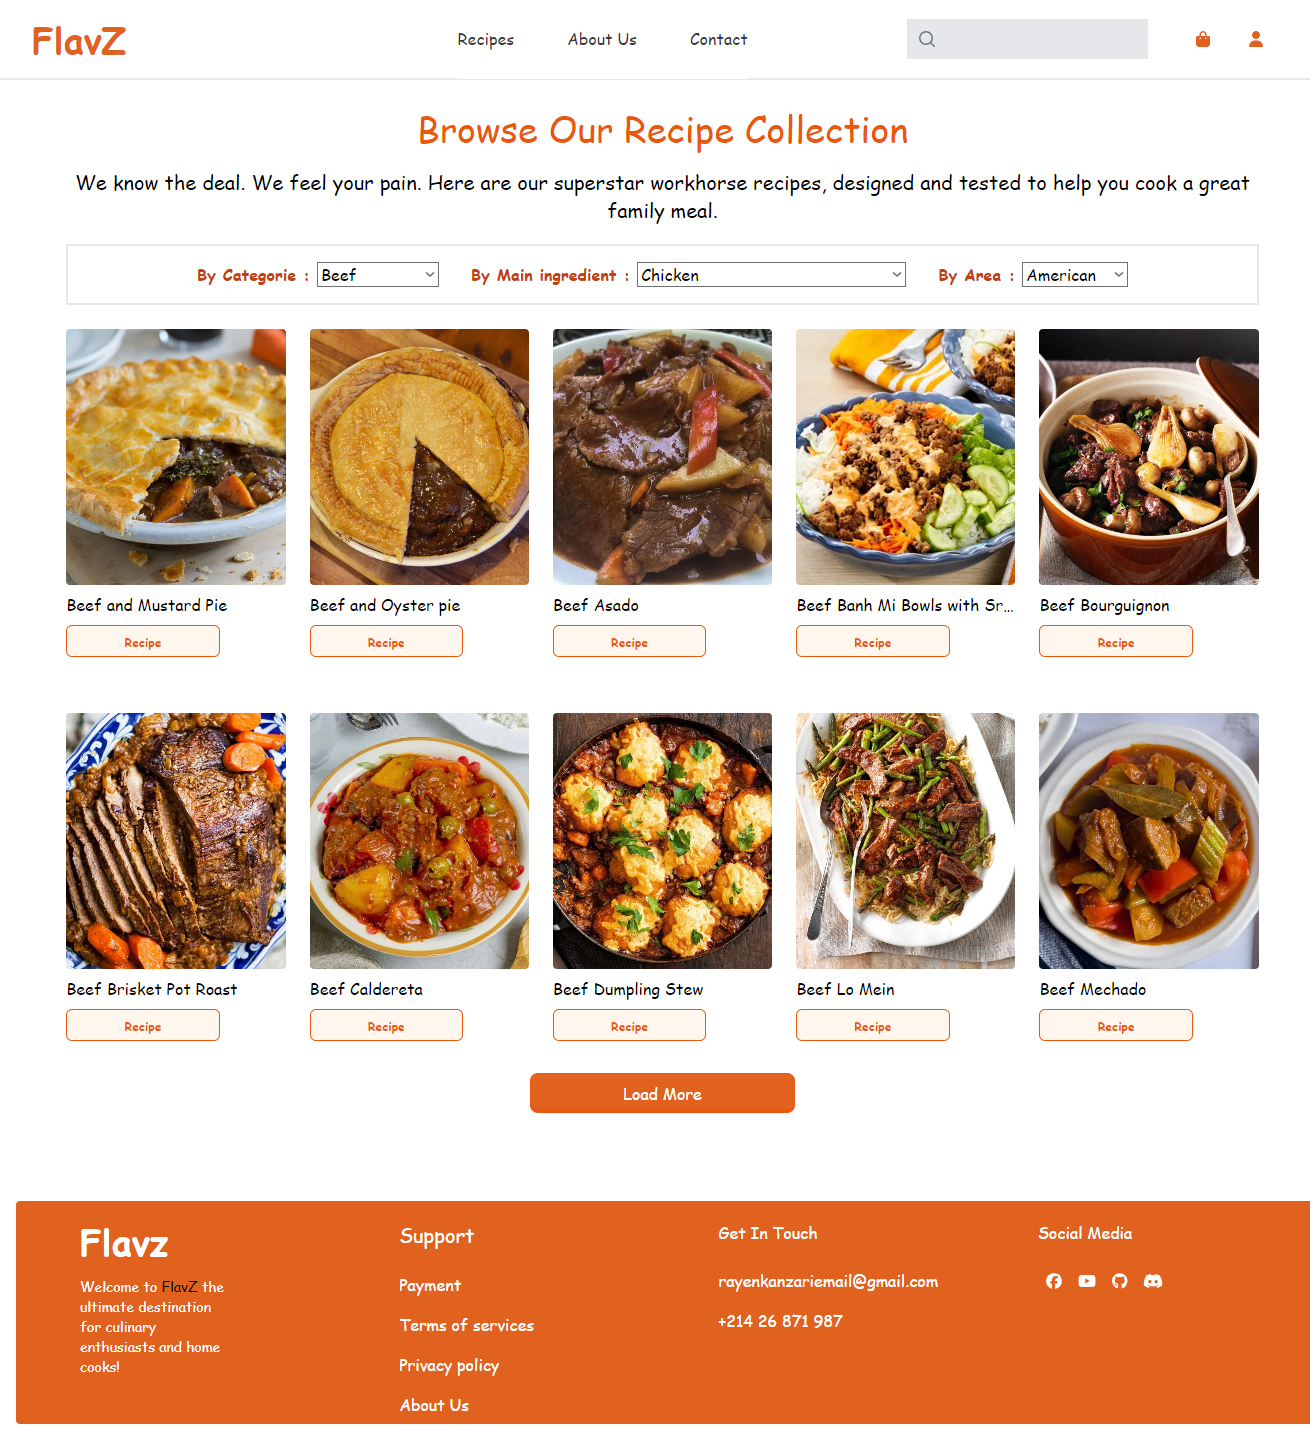 FlavZ
Recipes About Us Contact
Browse Our Recipe Collection
We know the deal. We feel your pain. Here are our superstar workhorse recipes, designed and tested to help you cook a great
family meal.
By Categorie : Beef By Main ingredient : Chicken By Area : American
Beef and Mustard Pie Beef and Oyster pie Beef Asado Beef Banh Mi Bowls with Sr... Beef Bourguignon
Recipe Recipe Recipe Recipe Recipe
Beef Brisket Pot Roast Beef Caldereta Beef Dumpling Stew Beef Lo Mein Beef Mechado
Recipe Recipe Recipe Recipe Recipe
Load More
Flavz
Welcome to FlavZ the
ultimate destination
for culinary
enthusiasts and home
cooks!
Support
Payment
Terms of services
Privacy policy
About Us
Get In Touch
rayenkanzariemail@gmail.com
+214 26 871 987
Social Media